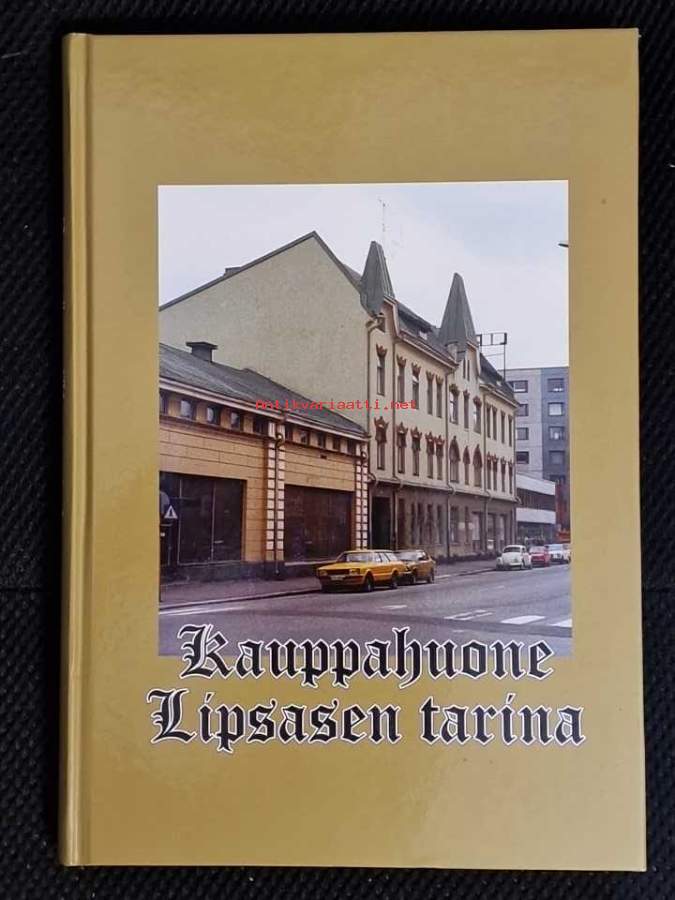 Antikvariaatti.net
Kauppahuone
Lipsasen tarina